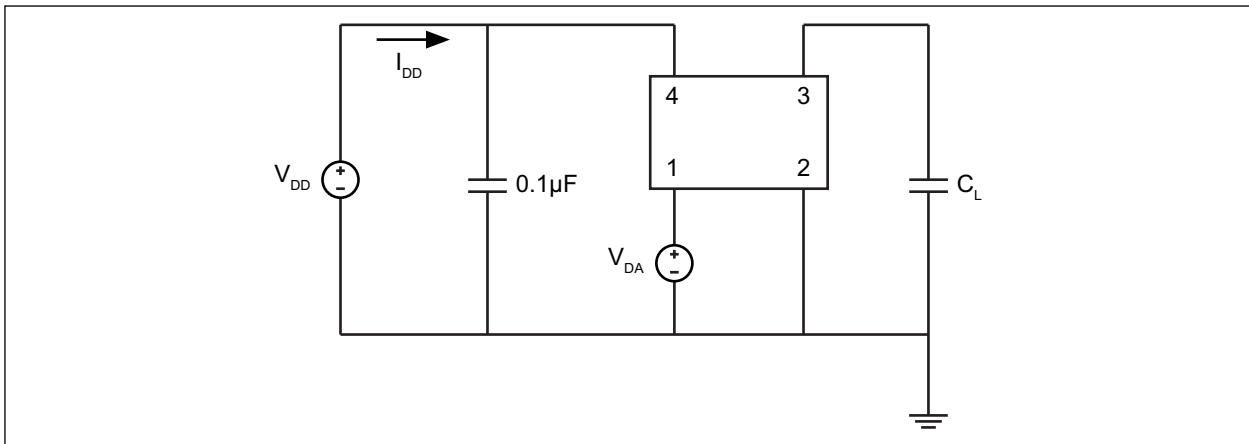 I_DD
4 3
1 2
V_DD
+
−
0.1µF
C_L
V_DA
+
−